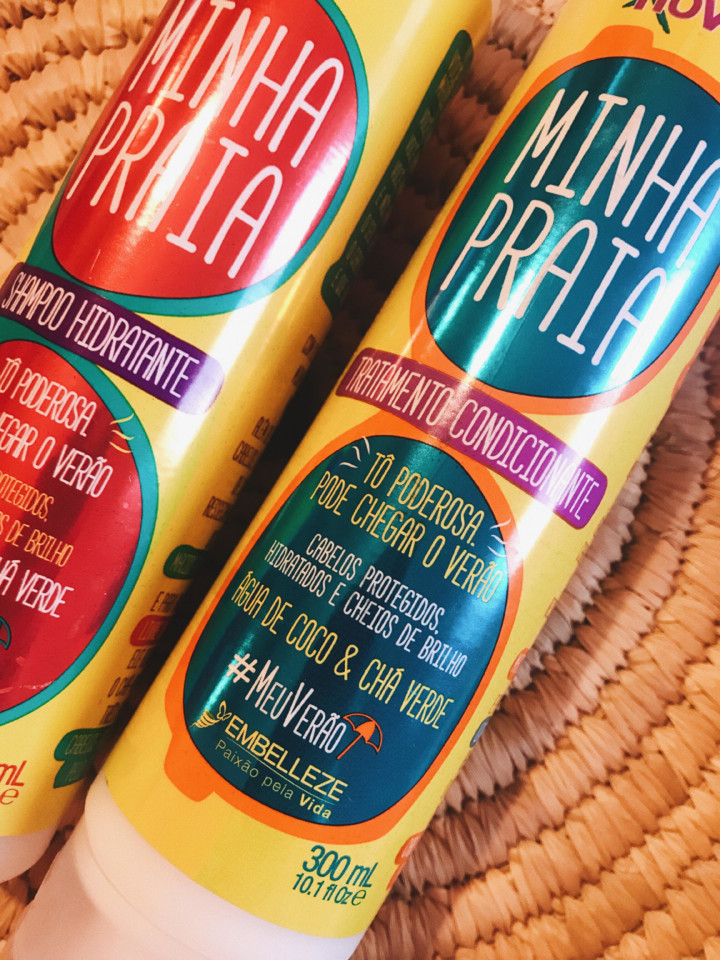 MINHA
PRAIA
SHAMPOO HIDRATANTE
TÔ PODEROSA.
CHEGAR O VERÃO
PROTEGIDOS,
DE BRILHO
CHÁ VERDE
mL
e
MINHA
PRAIA
TRATAMENTO CONDICIONANTE
TÔ PODEROSA.
PODE CHEGAR O VERÃO
CABELOS PROTEGIDOS,
HIDRATADOS E CHEIOS DE BRILHO
ÁGUA DE COCO & CHÁ VERDE
#MEUVERÃO
EMBELLEZE
Paixão pela Vida
300 mL
10.1 fl oz e